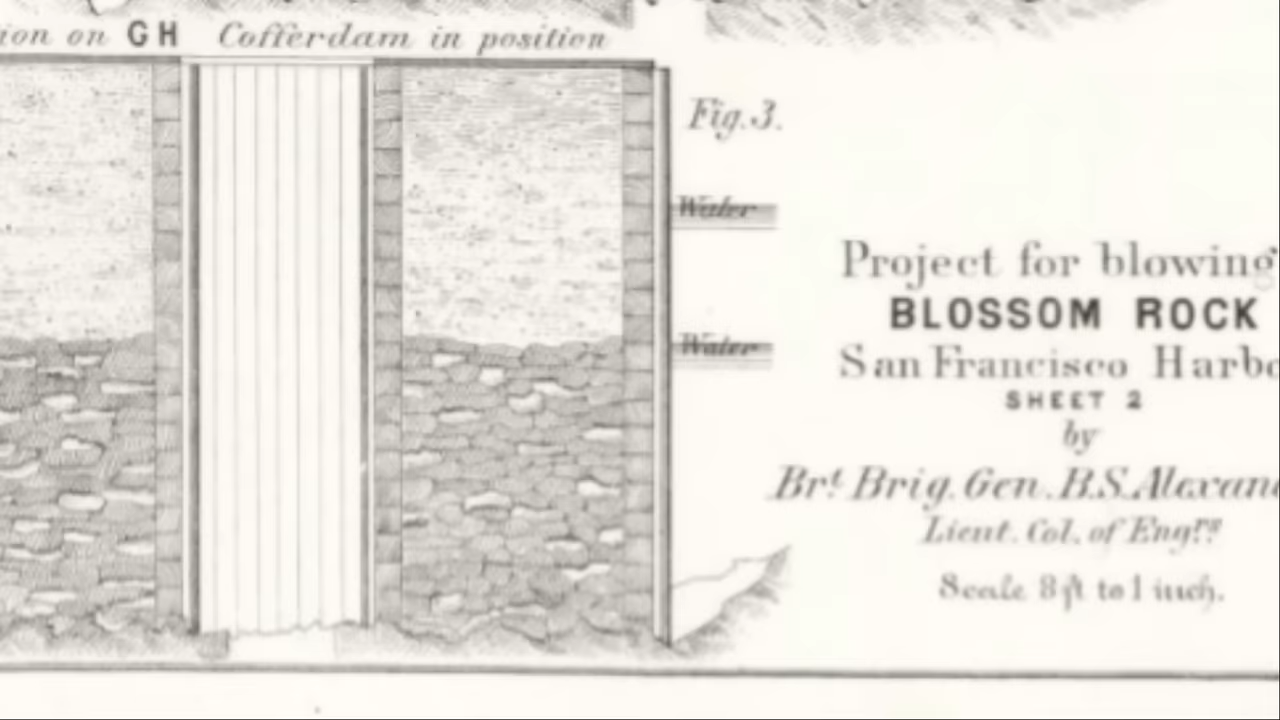 ion on GH Cofferdam in position
Fig. 3.
Water
Water
Project for blowing
BLOSSOM ROCK
San Francisco Harbo
SHEET 2
by
Brt. Brig. Gen. B.S. Alexand
Lieut. Col. of Engrs
Scale 8 ft to 1 inch.